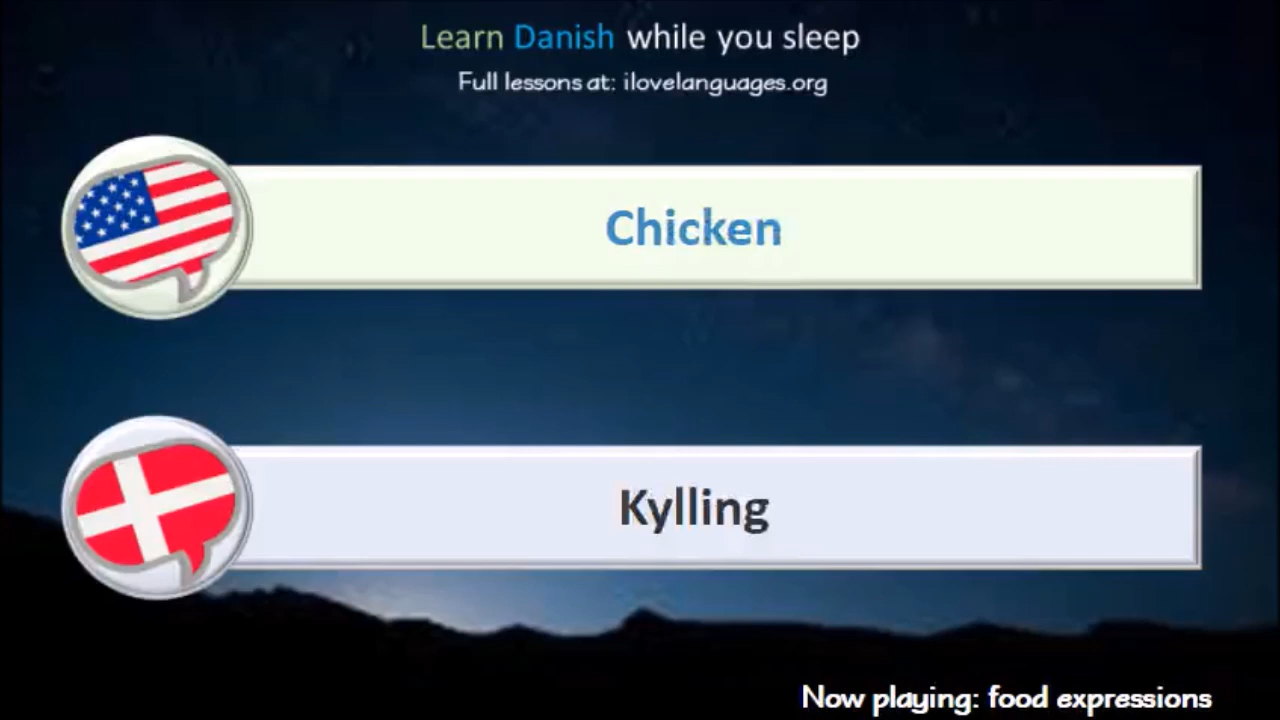 Learn Danish while you sleep
Full lessons at: ilovelanguages.org
Chicken
Kylling
Now playing: food expressions